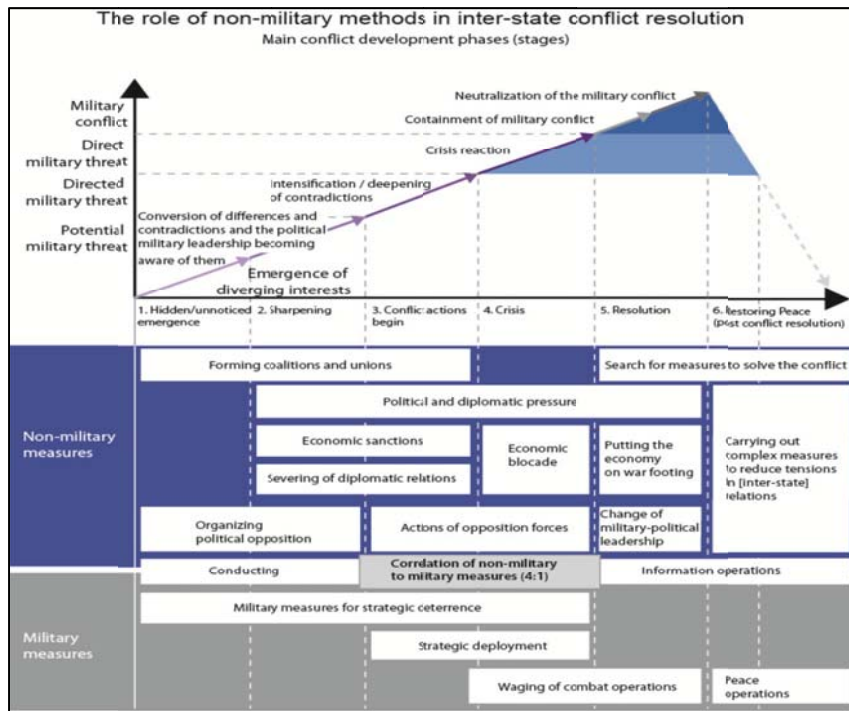 The role of non-military methods in inter-state conflict resolution
Main conflict development phases (stages)
Neutralization of the military conflict
Military
conflict
Containment of military conflict
Direct
military threat
Crisis reaction
Directed
military threat
Intensification / deepening
of contradictions
Potential
military threat
Conversion of differences and
contradictions and the political
military leadership becoming
aware of them
Emergence of
diverging interests
1. Hidden/unnoticed
emergence
2. Sharpening
3. Conflict actions
begin
4. Crisis
5. Resolution
6. Restoring Peace
(post conflict resolution)
Non-military
measures
Forming coalitions and unions
Search for measures to solve the conflict
Political and diplomatic pressure
Economic sanctions
Severing of diplomatic relations
Economic
blocade
Putting the
economy
on war footing
Carrying out
complex measures
to reduce tensions
in [inter-state]
relations
Organizing
political opposition
Actions of opposition forces
Change of
military-political
leadership
Conducting
Correlation of non-military
to military measures (4:1)
Information operations
Military
measures
Military measures for strategic deterrence
Strategic deployment
Waging of combat operations
Peace
operations